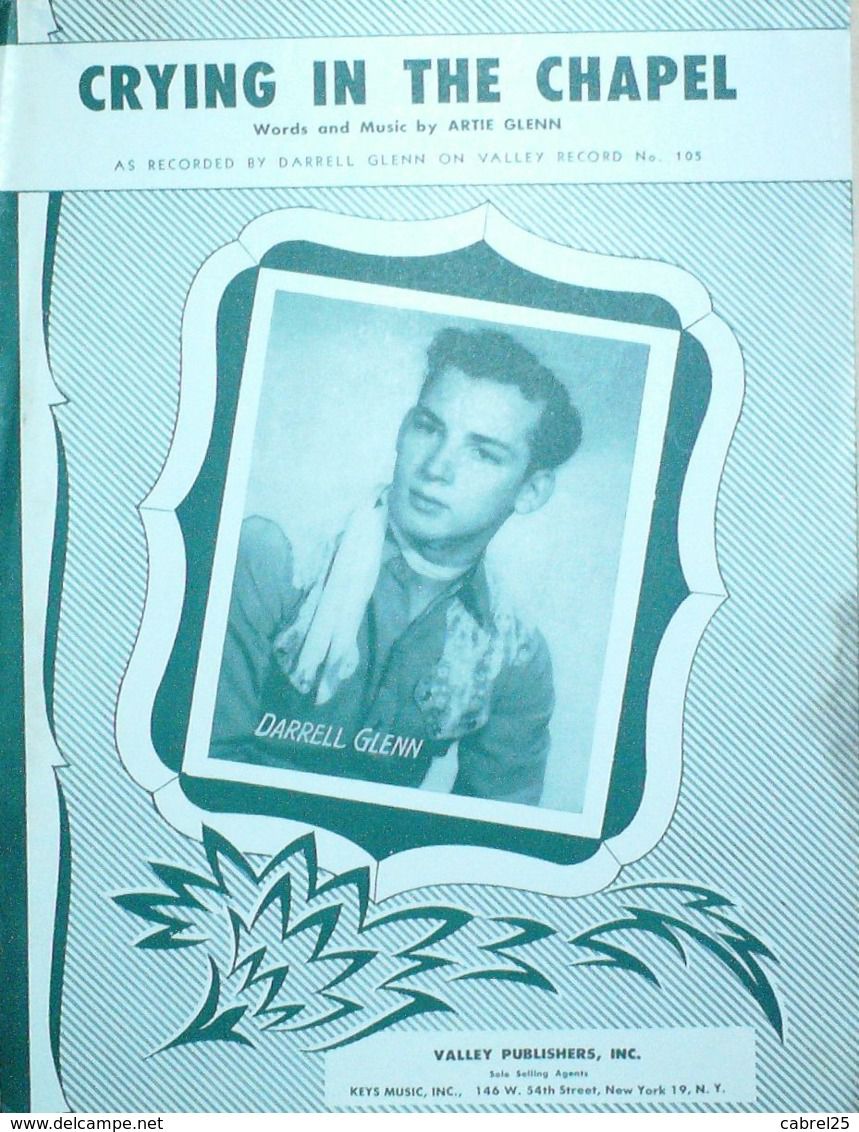 CRYING IN THE CHAPEL
Words and Music by ARTIE GLENN
AS RECORDED BY DARRELL GLENN ON VALLEY RECORD No. 105
DARRELL GLENN
VALLEY PUBLISHERS, INC.
Sole Selling Agents
KEYS MUSIC, INC., 146 W. 54th Street, New York 19, N. Y.
www.delcampe.net
cabrel25